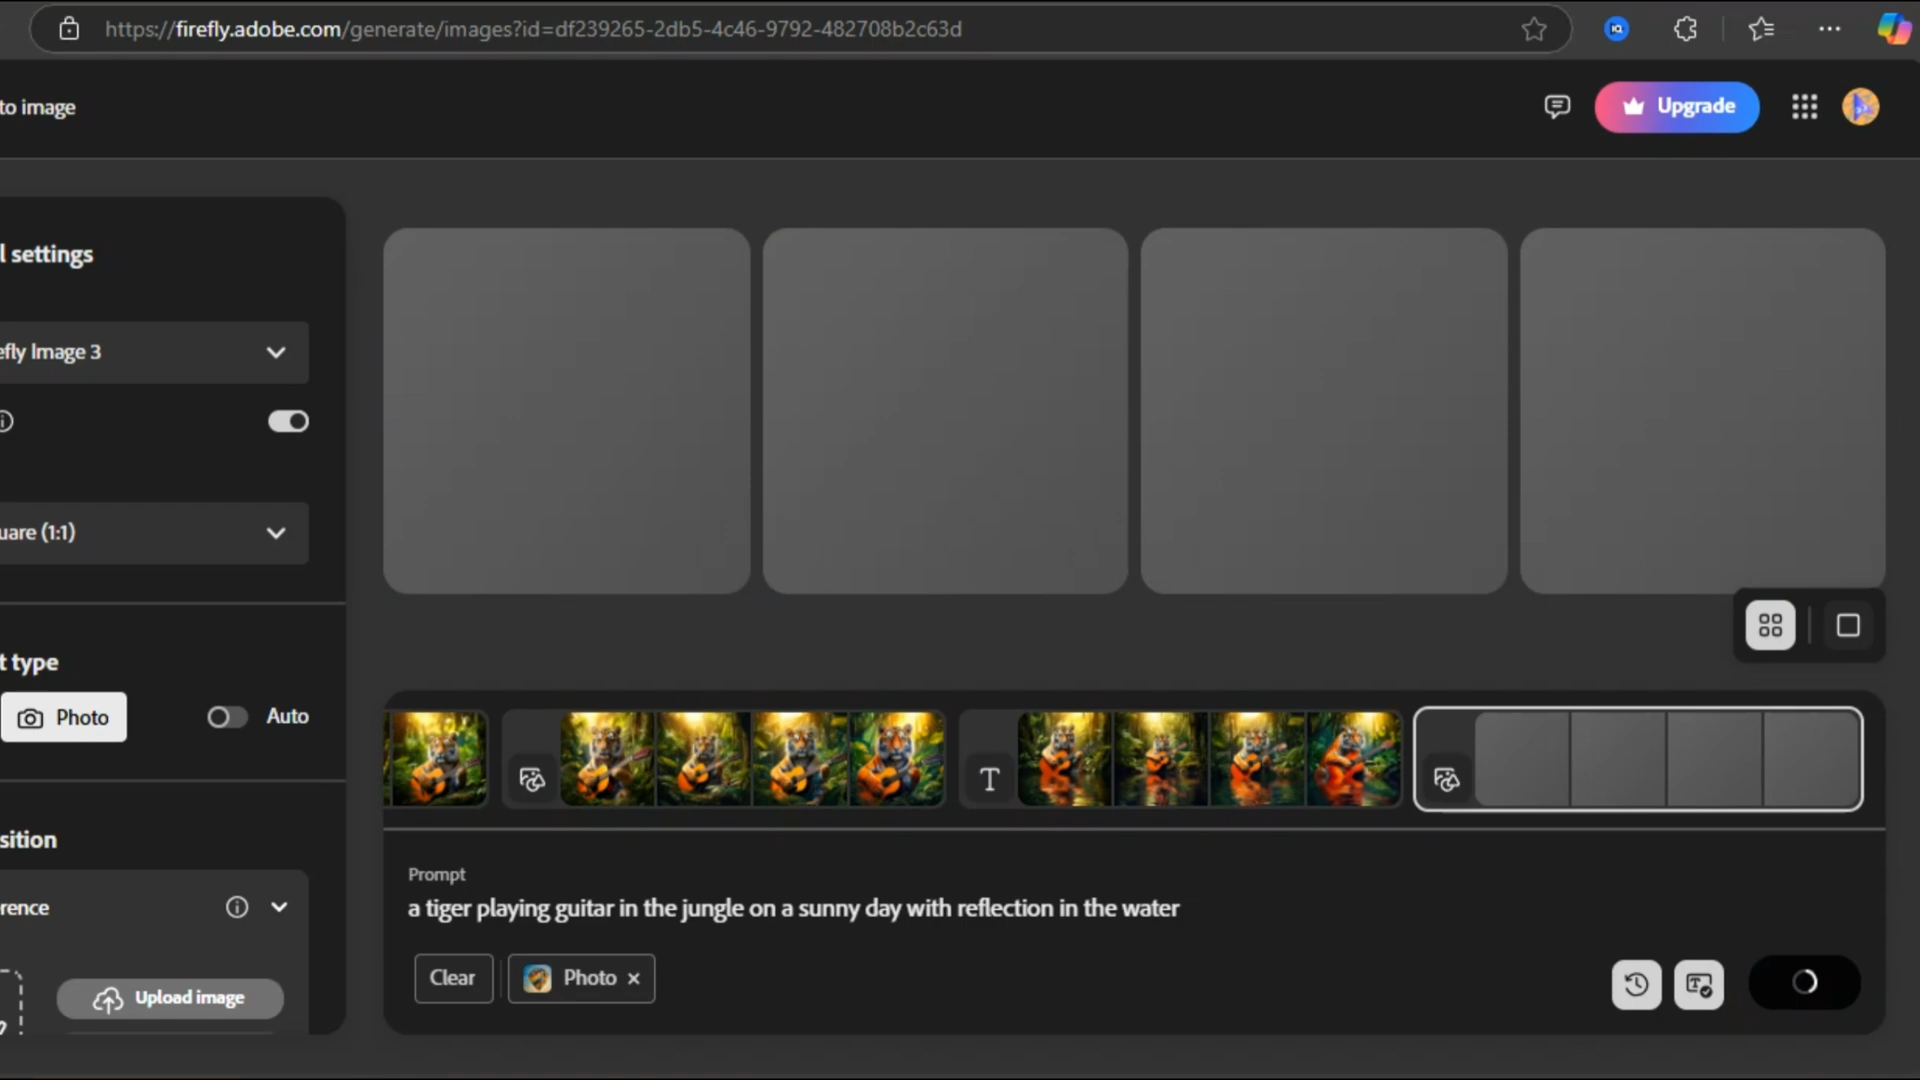 https://firefly.adobe.com/generate/images?id=df239265-2db5-4c46-9792-482708b2c63d
to image
Upgrade
l settings
efly Image 3
uare (1:1)
t type
Photo
Auto
sition
rence
Upload image
T
Prompt
a tiger playing guitar in the jungle on a sunny day with reflection in the water
Clear
Photo